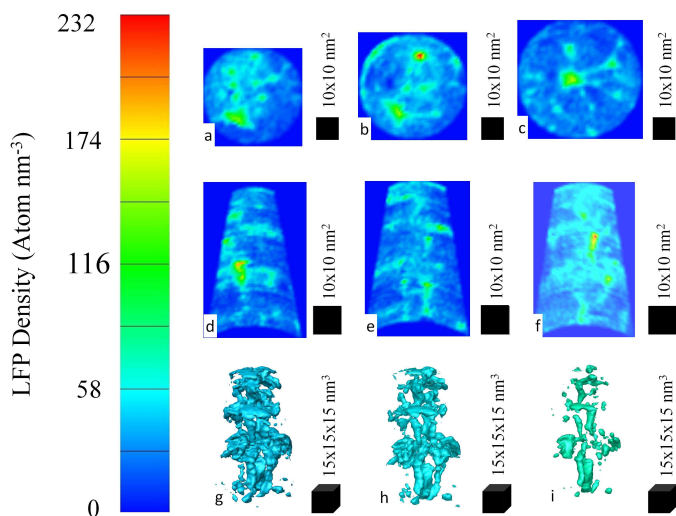 232
174
116
58
0
LFP Density (Atom nm⁻³)
a
10x10 nm²
b
10x10 nm²
c
10x10 nm²
d
10x10 nm²
e
10x10 nm²
f
10x10 nm²
g
15x15x15 nm³
h
15x15x15 nm³
i
15x15x15 nm³